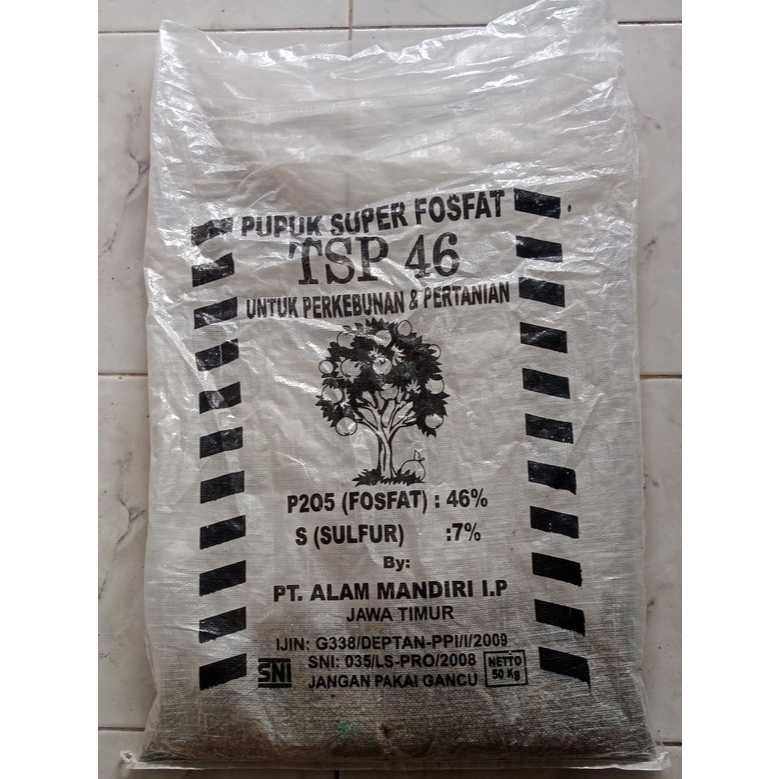 PUPUK SUPER FOSFAT
TSP 46
UNTUK PERKEBUNAN & PERTANIAN
P2O5 (FOSFAT) : 46%
S (SULFUR) :7%
By:
PT. ALAM MANDIRI I.P
JAWA TIMUR
IJIN: G338/DEPTAN-PPI/I/2009
SNI SNI: 035/LS-PRO/2008 NETTO
JANGAN PAKAI GANCU 50 Kg